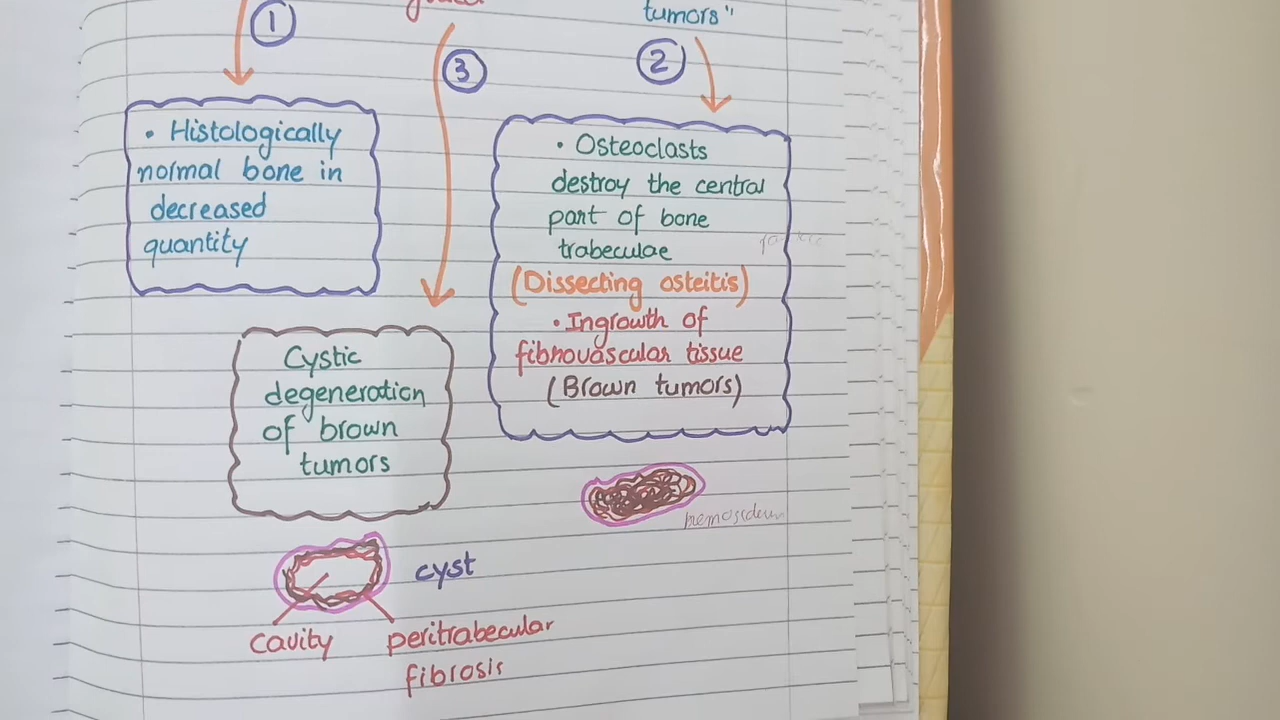 tumors"
1
3
2
• Histologically
normal bone in
decreased
quantity
• Osteoclasts
destroy the central
part of bone
trabeculae
(Dissecting osteitis)
• Ingrowth of
fibrovascular tissue
(Brown tumors)
Cystic
degeneration
of brown
tumors
cyst
cavity
peritrabecular
fibrosis